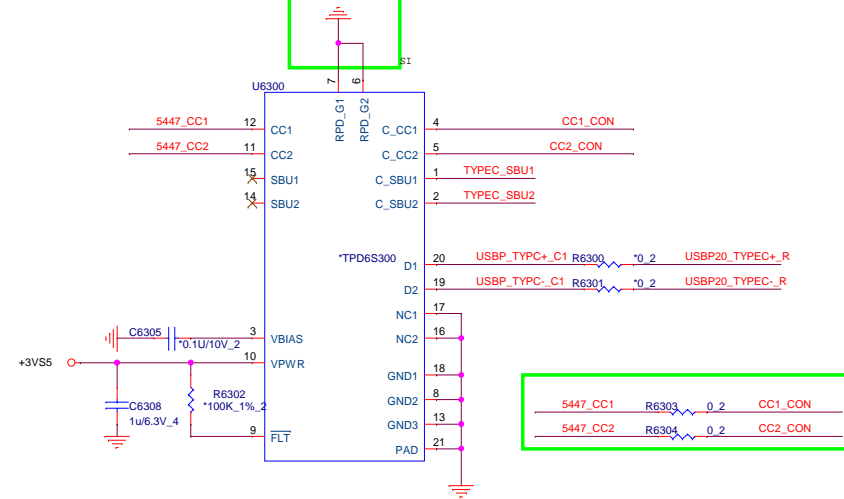 SI
U6300
7
6
RPD_G1
RPD_G2
5447_CC1
12
CC1
C_CC1
4
CC1_CON
5447_CC2
11
CC2
C_CC2
5
CC2_CON
15
SBU1
C_SBU1
1
TYPEC_SBU1
14
SBU2
C_SBU2
2
TYPEC_SBU2
*TPD6S300
D1
20
USBP_TYPC+_C1
R6300
*0_2
USBP20_TYPEC+_R
D2
19
USBP_TYPC-_C1
R6301
*0_2
USBP20_TYPEC-_R
NC1
17
C6305
*0.1U/10V_2
3
VBIAS
NC2
16
+3VS5
10
VPWR
GND1
18
R6302
*100K_1%_2
C6308
1u/6.3V_4
GND2
8
GND3
13
9
FLT
PAD
21
5447_CC1
R6303
0_2
CC1_CON
5447_CC2
R6304
0_2
CC2_CON